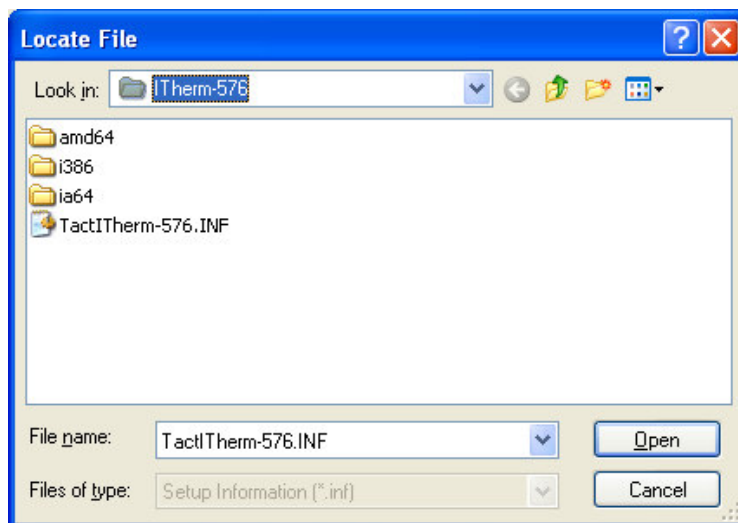 Locate File
Look in: ITherm-576
amd64
i386
ia64
TactITherm-576.INF
File name: TactITherm-576.INF Open
Files of type: Setup Information (*.inf) Cancel